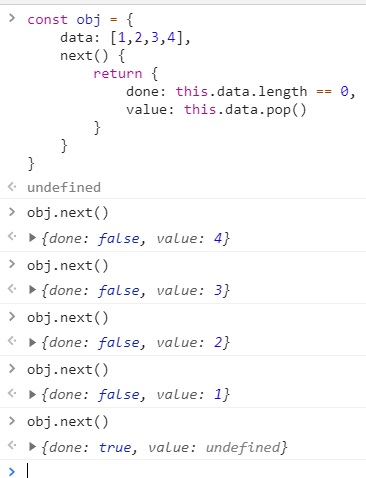 const obj = {
data: [1,2,3,4],
next() {
return {
done: this.data.length == 0,
value: this.data.pop()
}
}
}
undefined
obj.next()
{done: false, value: 4}
obj.next()
{done: false, value: 3}
obj.next()
{done: false, value: 2}
obj.next()
{done: false, value: 1}
obj.next()
{done: true, value: undefined}